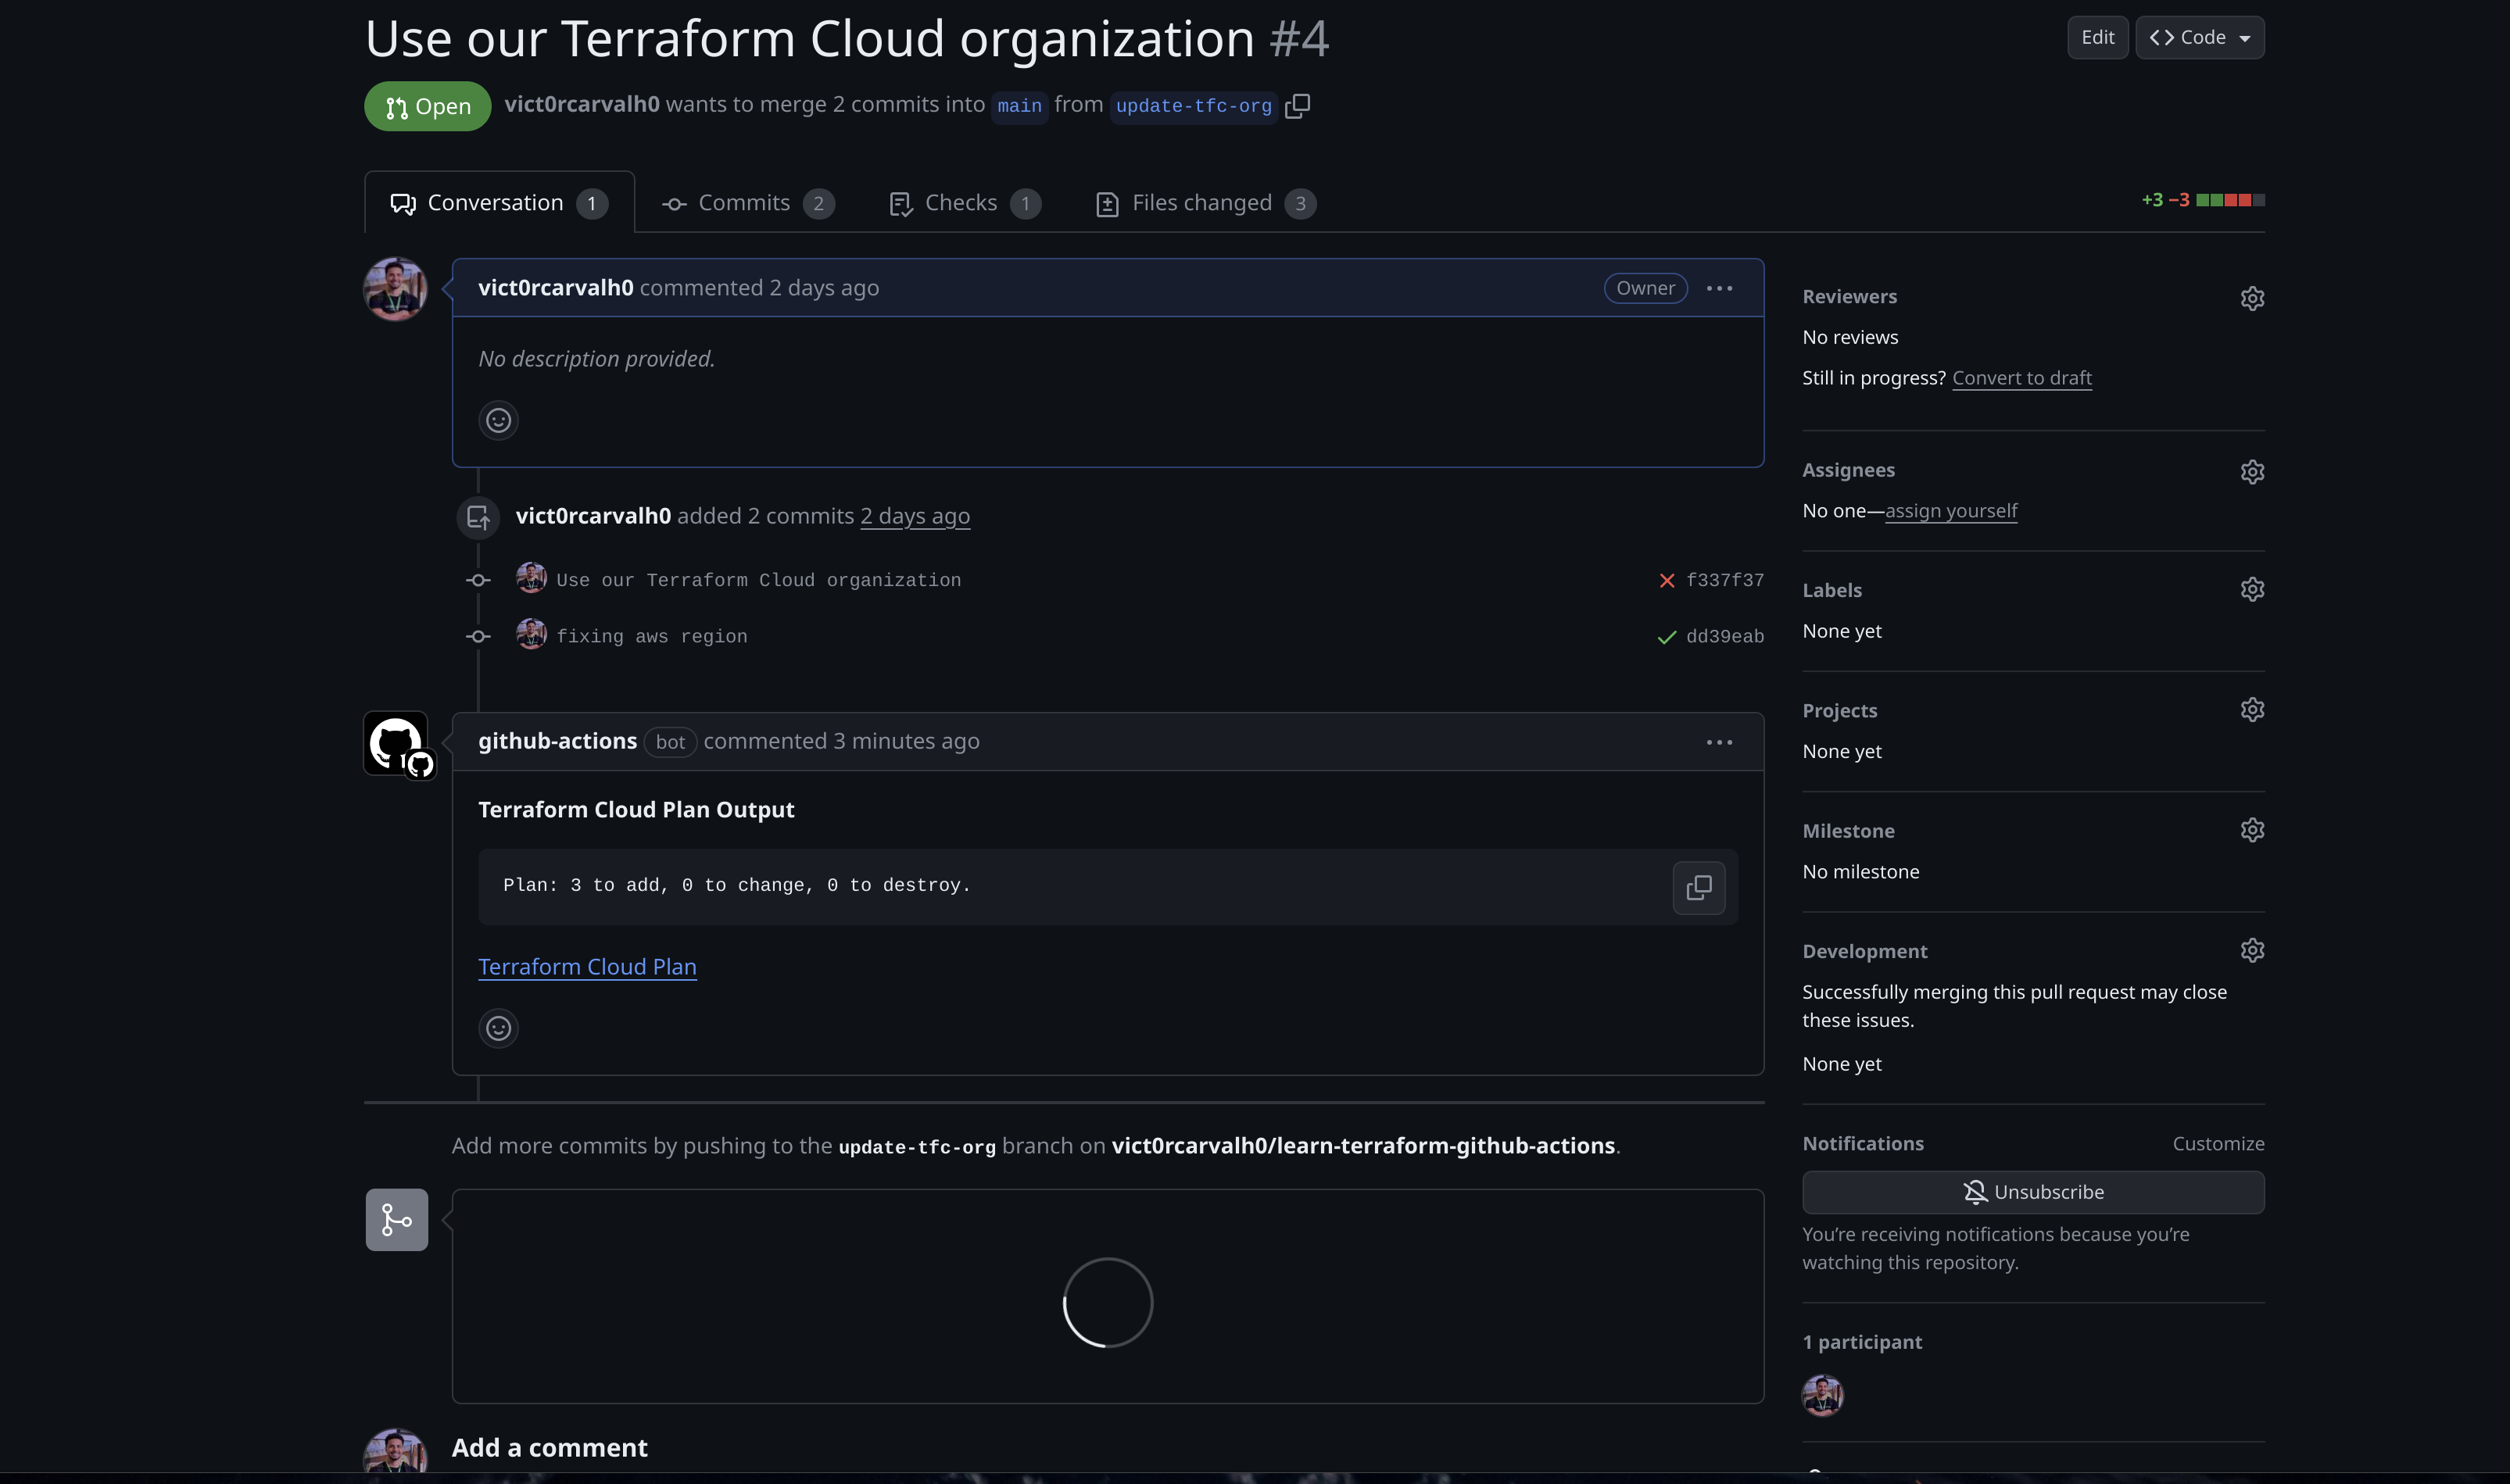 Use our Terraform Cloud organization #4
Edit
Code
Open
vict0rcarvalh0 wants to merge 2 commits into main from update-tfc-org
Conversation 1
Commits 2
Checks 1
Files changed 3
+3 −3
vict0rcarvalh0 commented 2 days ago
Owner
No description provided.
vict0rcarvalh0 added 2 commits 2 days ago
Use our Terraform Cloud organization
f337f37
fixing aws region
dd39eab
github-actions bot commented 3 minutes ago
Terraform Cloud Plan Output
Plan: 3 to add, 0 to change, 0 to destroy.
Terraform Cloud Plan
Add more commits by pushing to the update-tfc-org branch on vict0rcarvalh0/learn-terraform-github-actions.
Add a comment
Reviewers
No reviews
Still in progress? Convert to draft
Assignees
No one—assign yourself
Labels
None yet
Projects
None yet
Milestone
No milestone
Development
Successfully merging this pull request may close
these issues.
None yet
Notifications
Customize
Unsubscribe
You’re receiving notifications because you’re
watching this repository.
1 participant